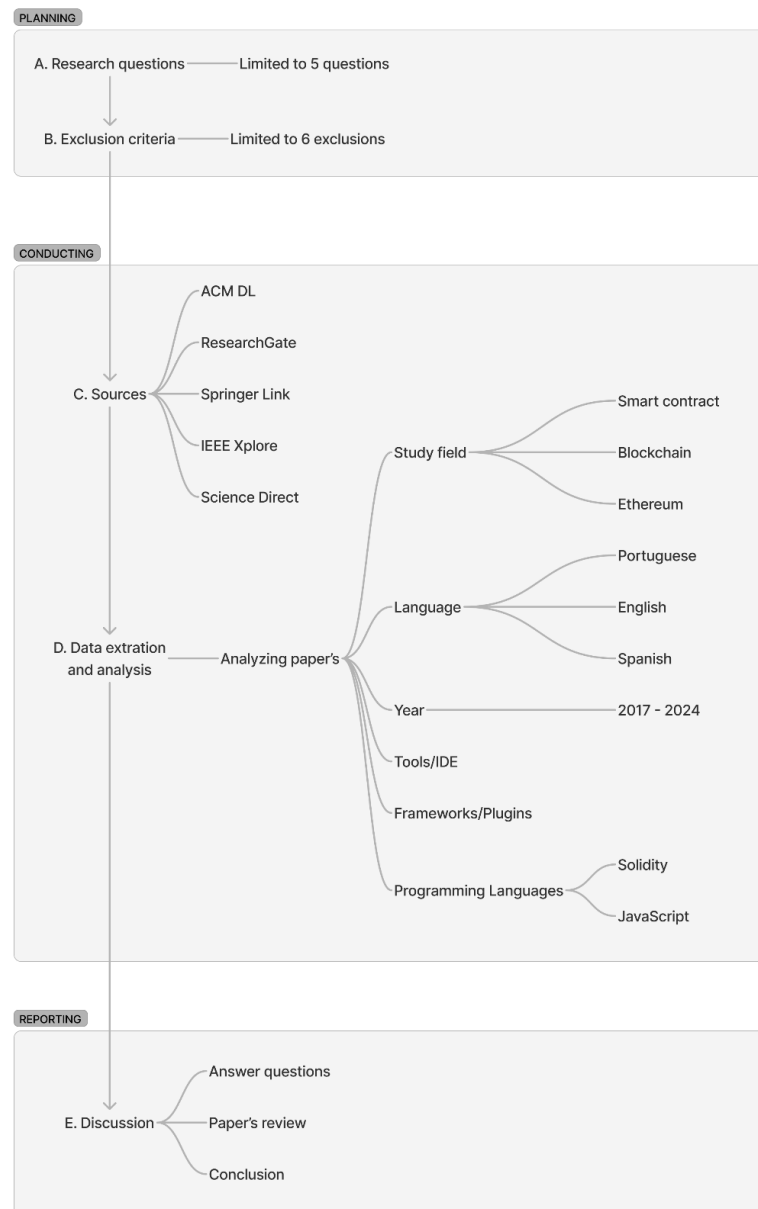 PLANNING
A. Research questions
Limited to 5 questions
B. Exclusion criteria
Limited to 6 exclusions
CONDUCTING
C. Sources
ACM DL
ResearchGate
Springer Link
IEEE Xplore
Science Direct
D. Data extration
and analysis
Analyzing paper's
Study field
Smart contract
Blockchain
Ethereum
Language
Portuguese
English
Spanish
Year
2017 - 2024
Tools/IDE
Frameworks/Plugins
Programming Languages
Solidity
JavaScript
REPORTING
E. Discussion
Answer questions
Paper's review
Conclusion